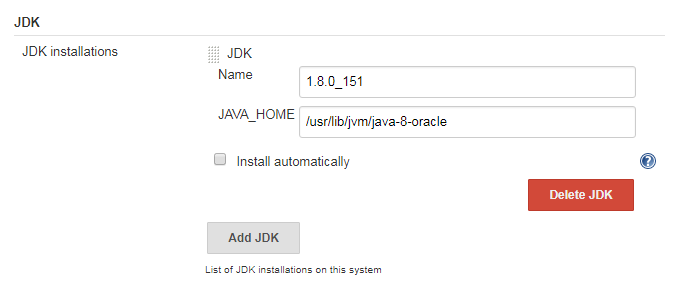 JDK
JDK installations
JDK
Name
1.8.0_151
JAVA_HOME
/usr/lib/jvm/java-8-oracle
Install automatically
?
Delete JDK
Add JDK
List of JDK installations on this system